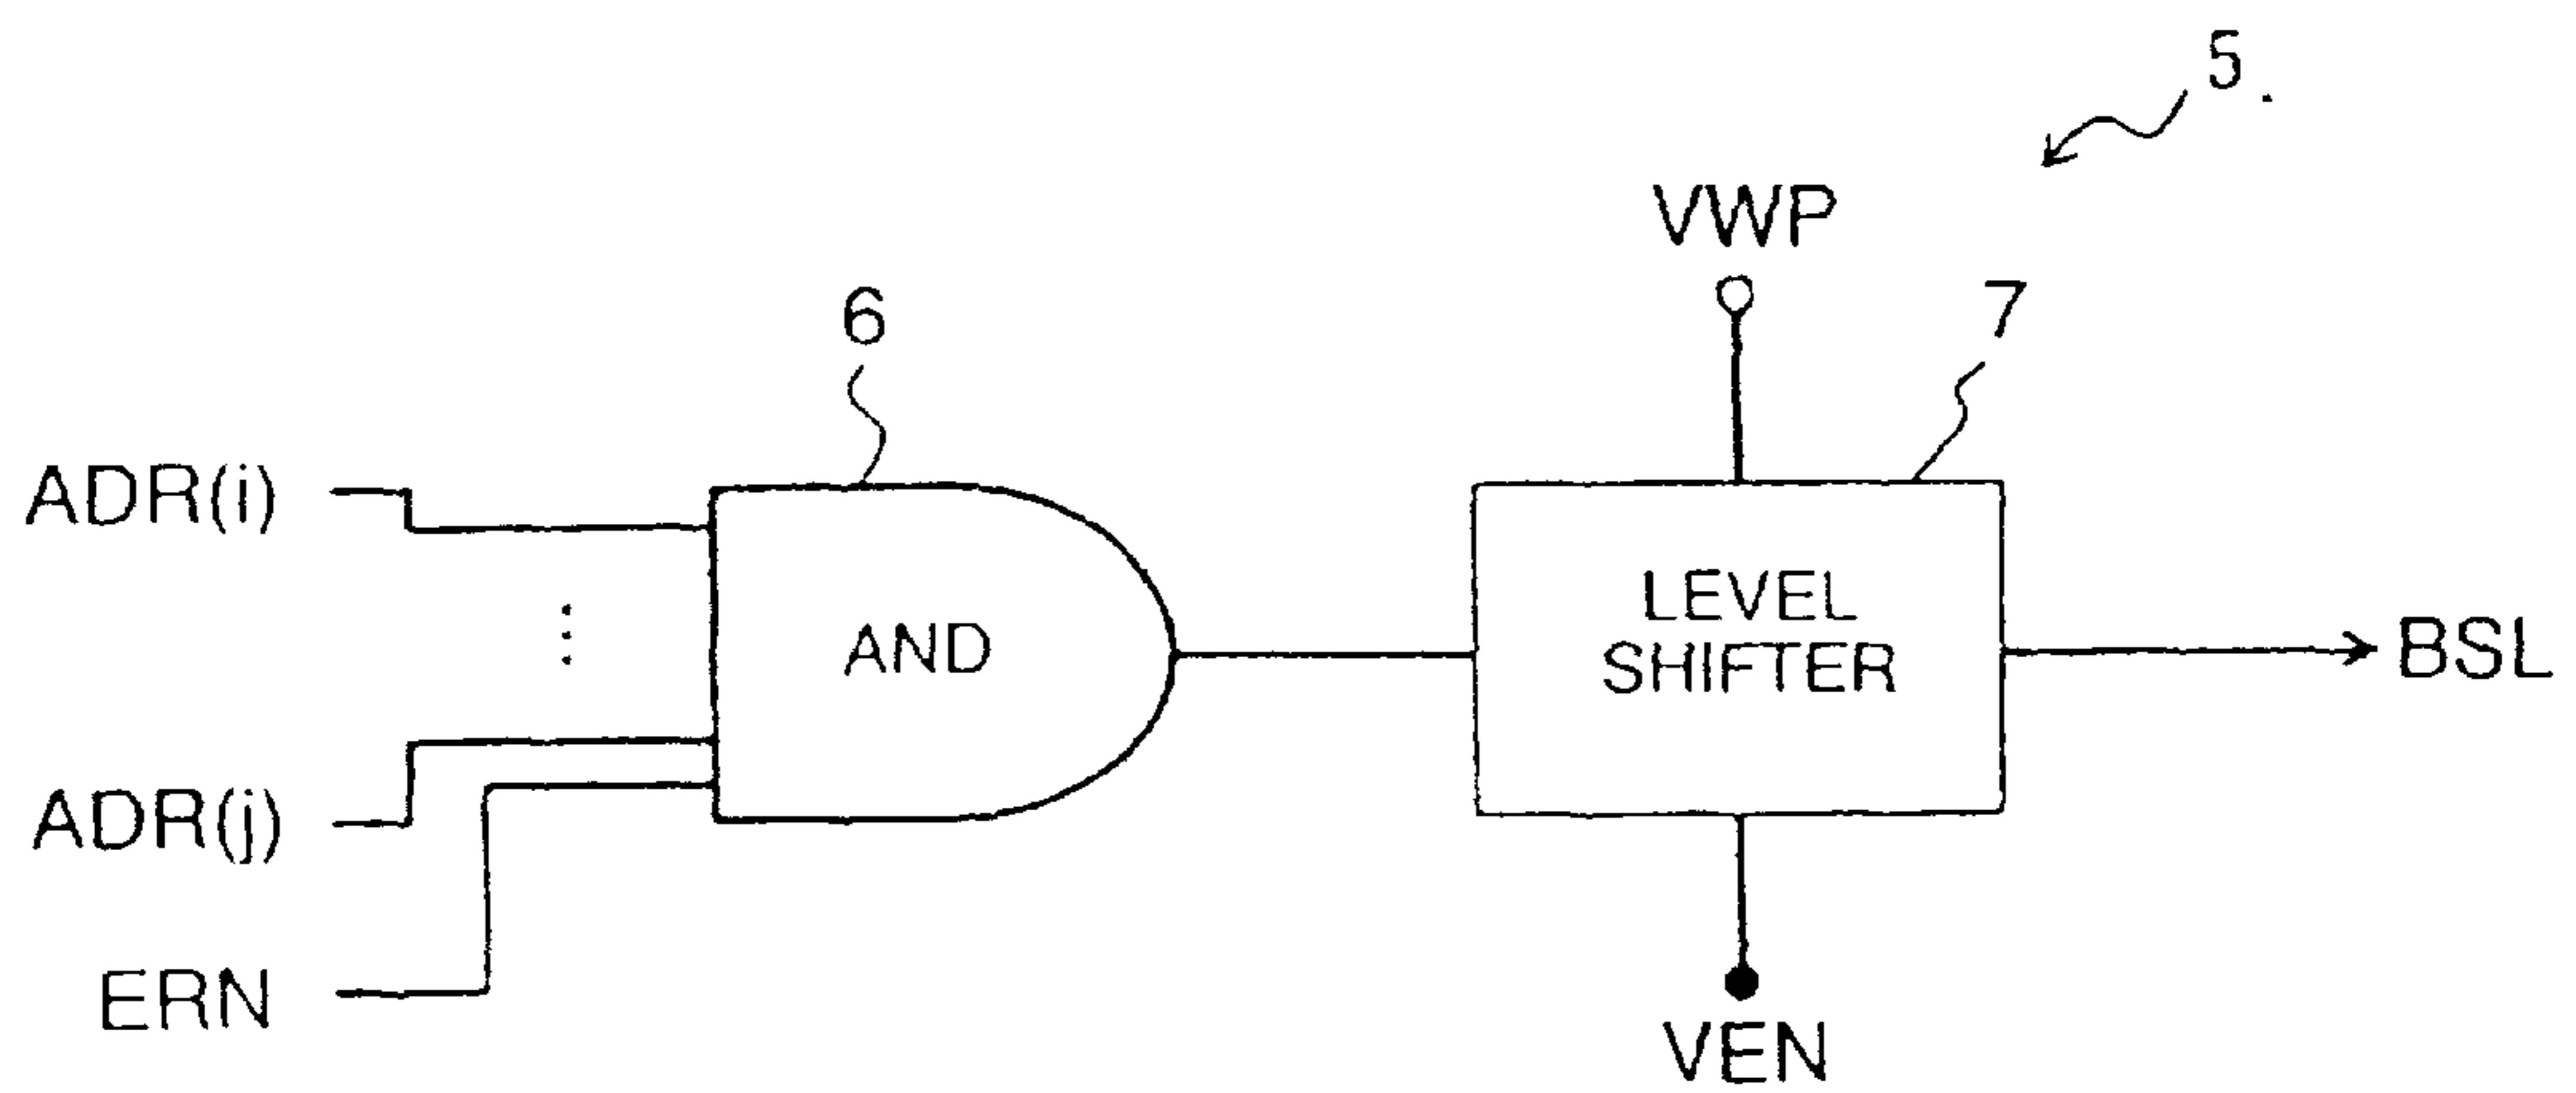 5.
VWP
6
7
ADR(i)
LEVEL
SHIFTER
AND
BSL
ADR(j)
ERN
VEN